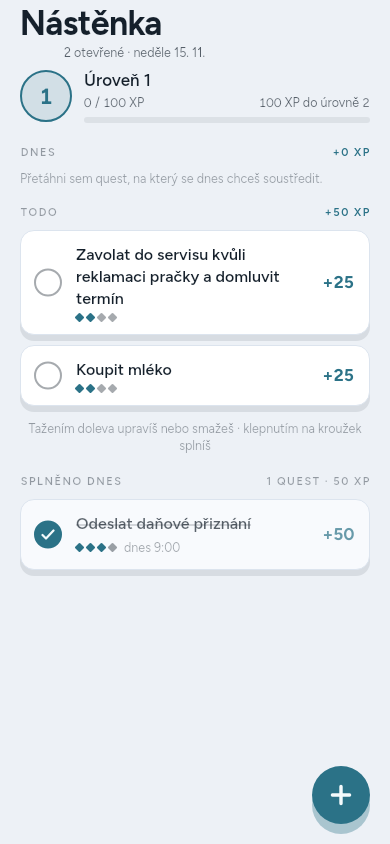 Nástěnka
2 otevřené · neděle 15. 11.
1
Úroveň 1
0 / 100 XP
100 XP do úrovně 2
DNES
+0 XP
Přetáhni sem quest, na který se dnes chceš soustředit.
TODO
+50 XP
Zavolat do servisu kvůli
reklamaci pračky a domluvit
termín
+25
Koupit mléko
+25
Tažením doleva upravíš nebo smažeš · klepnutím na kroužek
splníš
SPLNĚNO DNES
1 QUEST · 50 XP
Odeslat daňové přiznání
dnes 9:00
+50